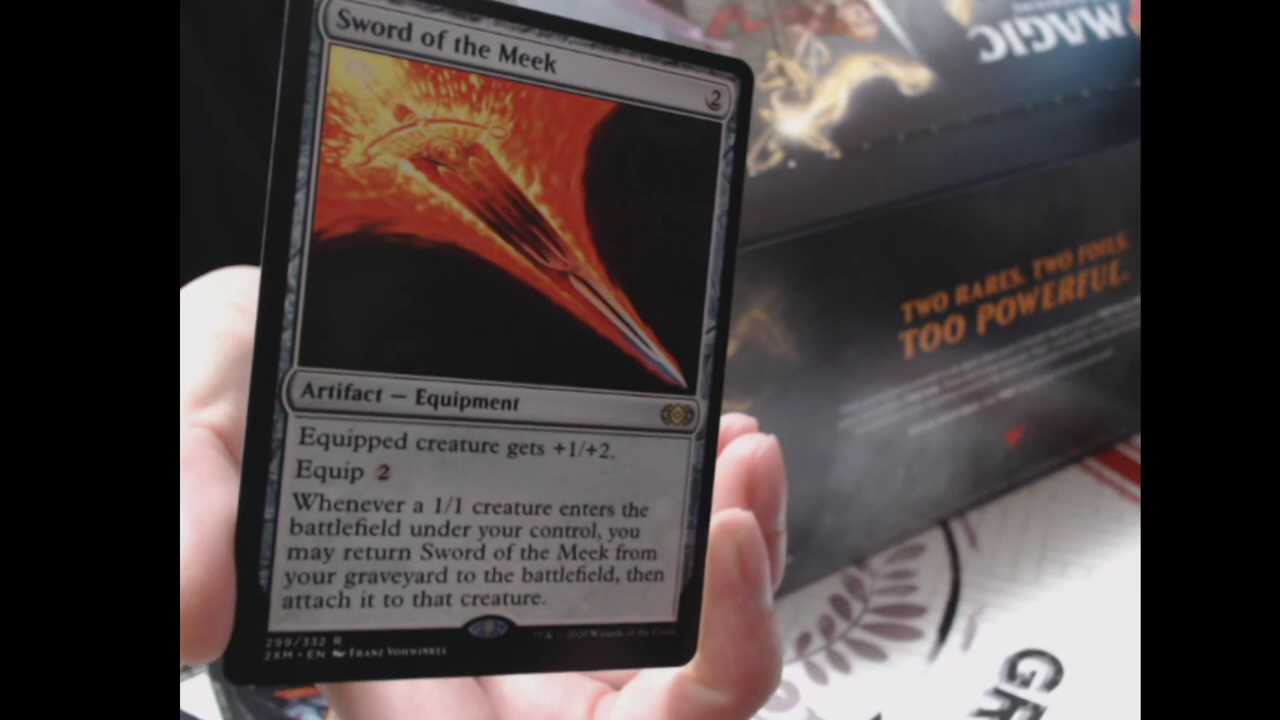 Sword of the Meek
2
Artifact — Equipment
Equipped creature gets +1/+2.
Equip 2
Whenever a 1/1 creature enters the
battlefield under your control, you
may return Sword of the Meek from
your graveyard to the battlefield, then
attach it to that creature.
299/332 R
2XM • EN Franz Vohwinkel
MAGIC
TWO RARES. TWO FOILS.
TOO POWERFUL.
GR